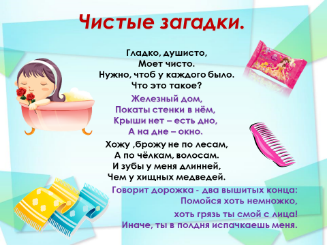 Чистые загадки.
Гладко, душисто,
Моет чисто.
Нужно, чтоб у каждого было.
Что это такое?
Железный дом,
Покаты стенки в нём,
Крыши нет – есть дно,
А на дне – окно.
Хожу ,брожу не по лесам,
А по чёлкам, волосам.
И зубы у меня длинней,
Чем у хищных медведей.
Говорит дорожка - два вышитых конца:
Помойся хоть немножко,
хоть грязь ты смой с лица!
Иначе, ты в полдня испачкаешь меня.